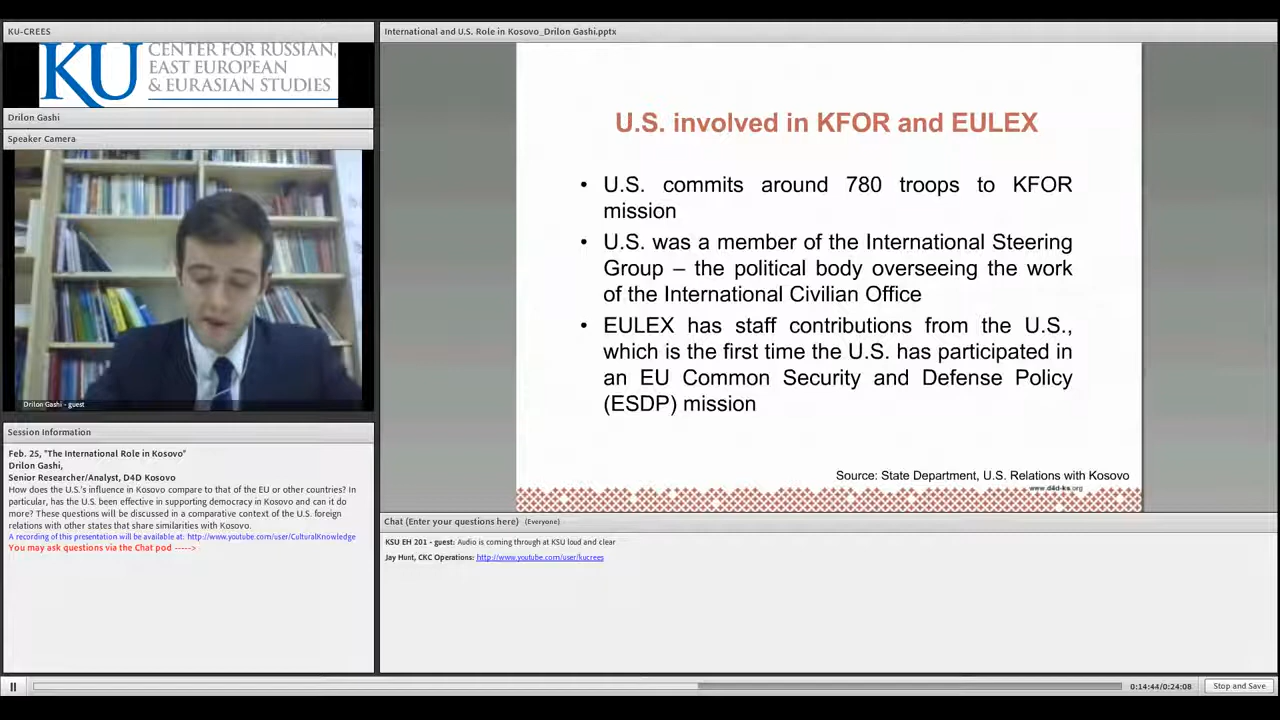 KU-CREES
KU CENTER FOR RUSSIAN,
EAST EUROPEAN
& EURASIAN STUDIES
Drilon Gashi
Speaker Camera
Drilon Gashi - guest
Session Information
Feb. 25, "The International Role in Kosovo"
Drilon Gashi,
Senior Researcher/Analyst, D4D Kosovo
How does the U.S.'s influence in Kosovo compare to that of the EU or other countries? In
particular, has the U.S. been effective in supporting democracy in Kosovo and can it do
more? These questions will be discussed in a comparative context of the U.S. foreign
relations with other states that share similarities with Kosovo.
A recording of this presentation will be available at: http://www.youtube.com/user/CulturalKnowledge
You may ask questions via the Chat pod ----->
International and U.S. Role in Kosovo_Drilon Gashi.pptx
U.S. involved in KFOR and EULEX
• U.S. commits around 780 troops to KFOR
mission
• U.S. was a member of the International Steering
Group – the political body overseeing the work
of the International Civilian Office
• EULEX has staff contributions from the U.S.,
which is the first time the U.S. has participated in
an EU Common Security and Defense Policy
(ESDP) mission
Source: State Department, U.S. Relations with Kosovo
www.d4d-ks.org
Chat (Enter your questions here) (Everyone)
KSU EH 201 - guest: Audio is coming through at KSU loud and clear
Jay Hunt, CKC Operations: http://www.youtube.com/user/kucrees
0:14:44/0:24:08
Stop and Save